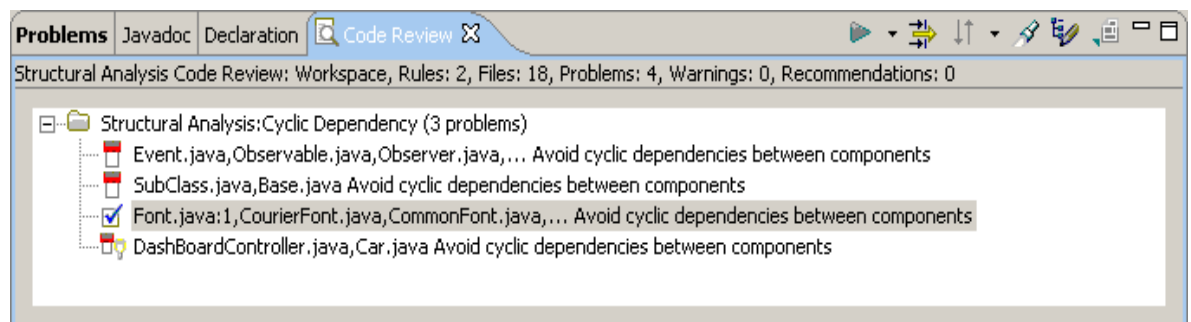 Problems Javadoc Declaration Code Review
Structural Analysis Code Review: Workspace, Rules: 2, Files: 18, Problems: 4, Warnings: 0, Recommendations: 0
Structural Analysis:Cyclic Dependency (3 problems)
Event.java,Observable.java,Observer.java,... Avoid cyclic dependencies between components
SubClass.java,Base.java Avoid cyclic dependencies between components
Font.java:1,CourierFont.java,CommonFont.java,... Avoid cyclic dependencies between components
DashBoardController.java,Car.java Avoid cyclic dependencies between components